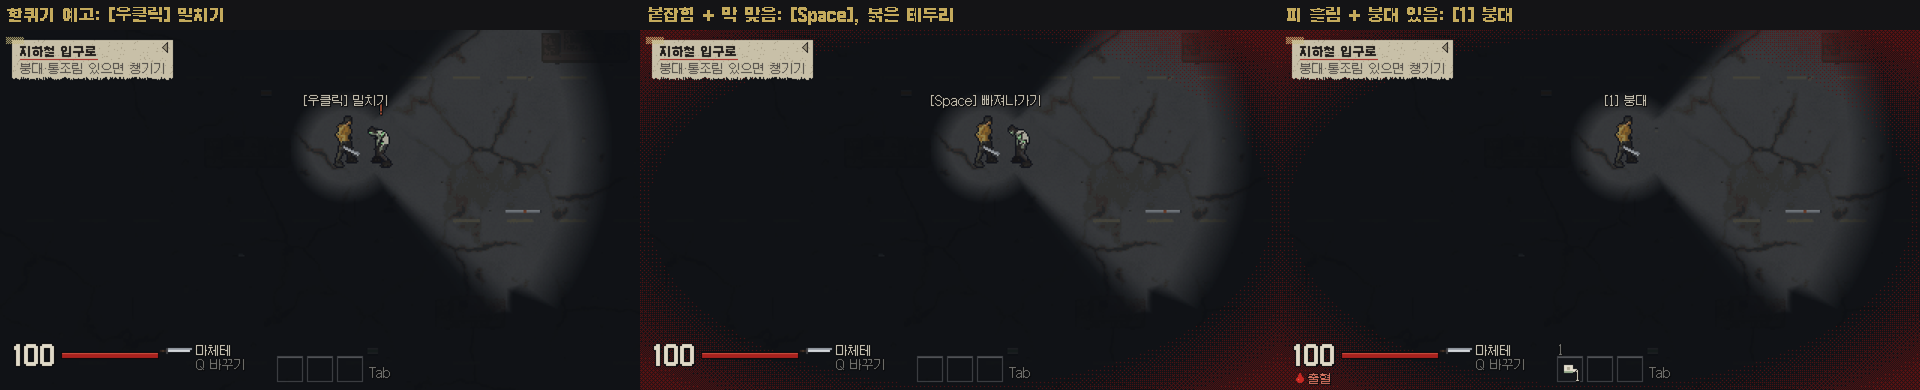 할퀴기 예고: [우클릭] 밀치기
지하철 입구로
붕대·통조림 있으면 챙기기
[우클릭] 밀치기
!
100
마체테
Q 바꾸기
Tab
붙잡힘 + 막 맞음: [Space], 붉은 테두리
지하철 입구로
붕대·통조림 있으면 챙기기
[Space] 빠져나가기
100
마체테
Q 바꾸기
Tab
피 흘림 + 붕대 있음: [1] 붕대
지하철 입구로
붕대·통조림 있으면 챙기기
[1] 붕대
100
출혈
마체테
Q 바꾸기
1
1
Tab